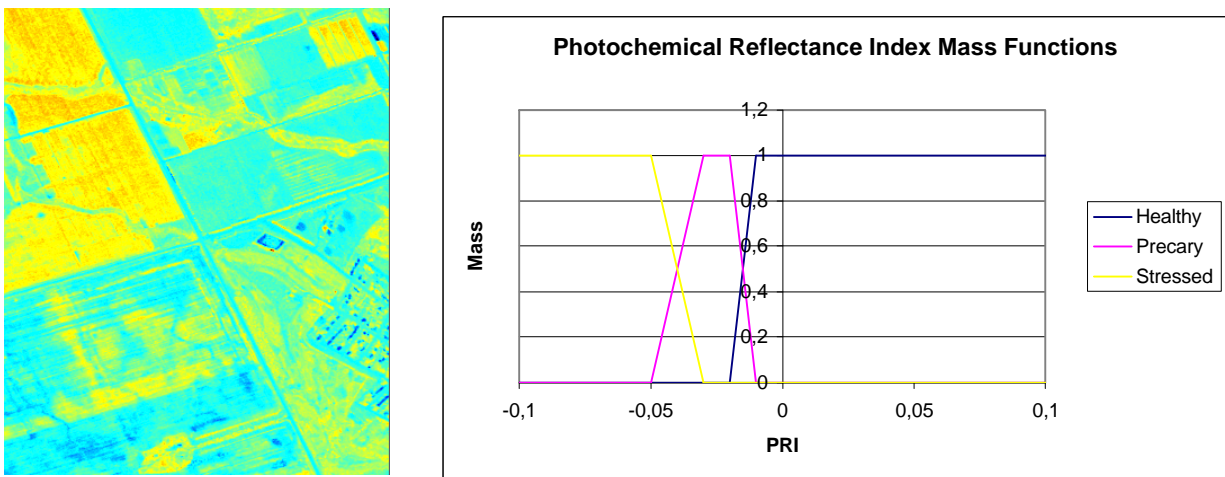 Photochemical Reflectance Index Mass Functions
1,2
1
0,8
0,6
0,4
0,2
0
-0,1 -0,05 0 0,05 0,1
Mass
PRI
Healthy
Precary
Stressed